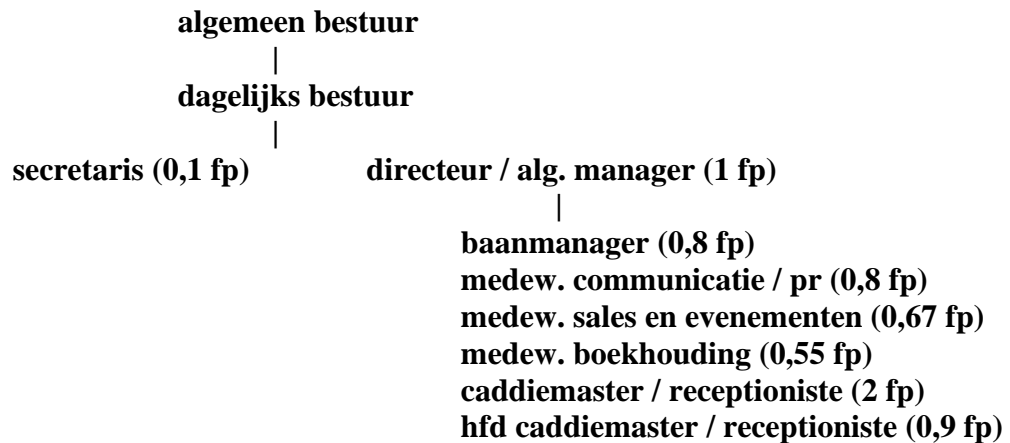 algemeen bestuur
|
dagelijks bestuur
|
secretaris (0,1 fp) directeur / alg. manager (1 fp)
|
baanmanager (0,8 fp)
medew. communicatie / pr (0,8 fp)
medew. sales en evenementen (0,67 fp)
medew. boekhouding (0,55 fp)
caddiemaster / receptioniste (2 fp)
hfd caddiemaster / receptioniste (0,9 fp)